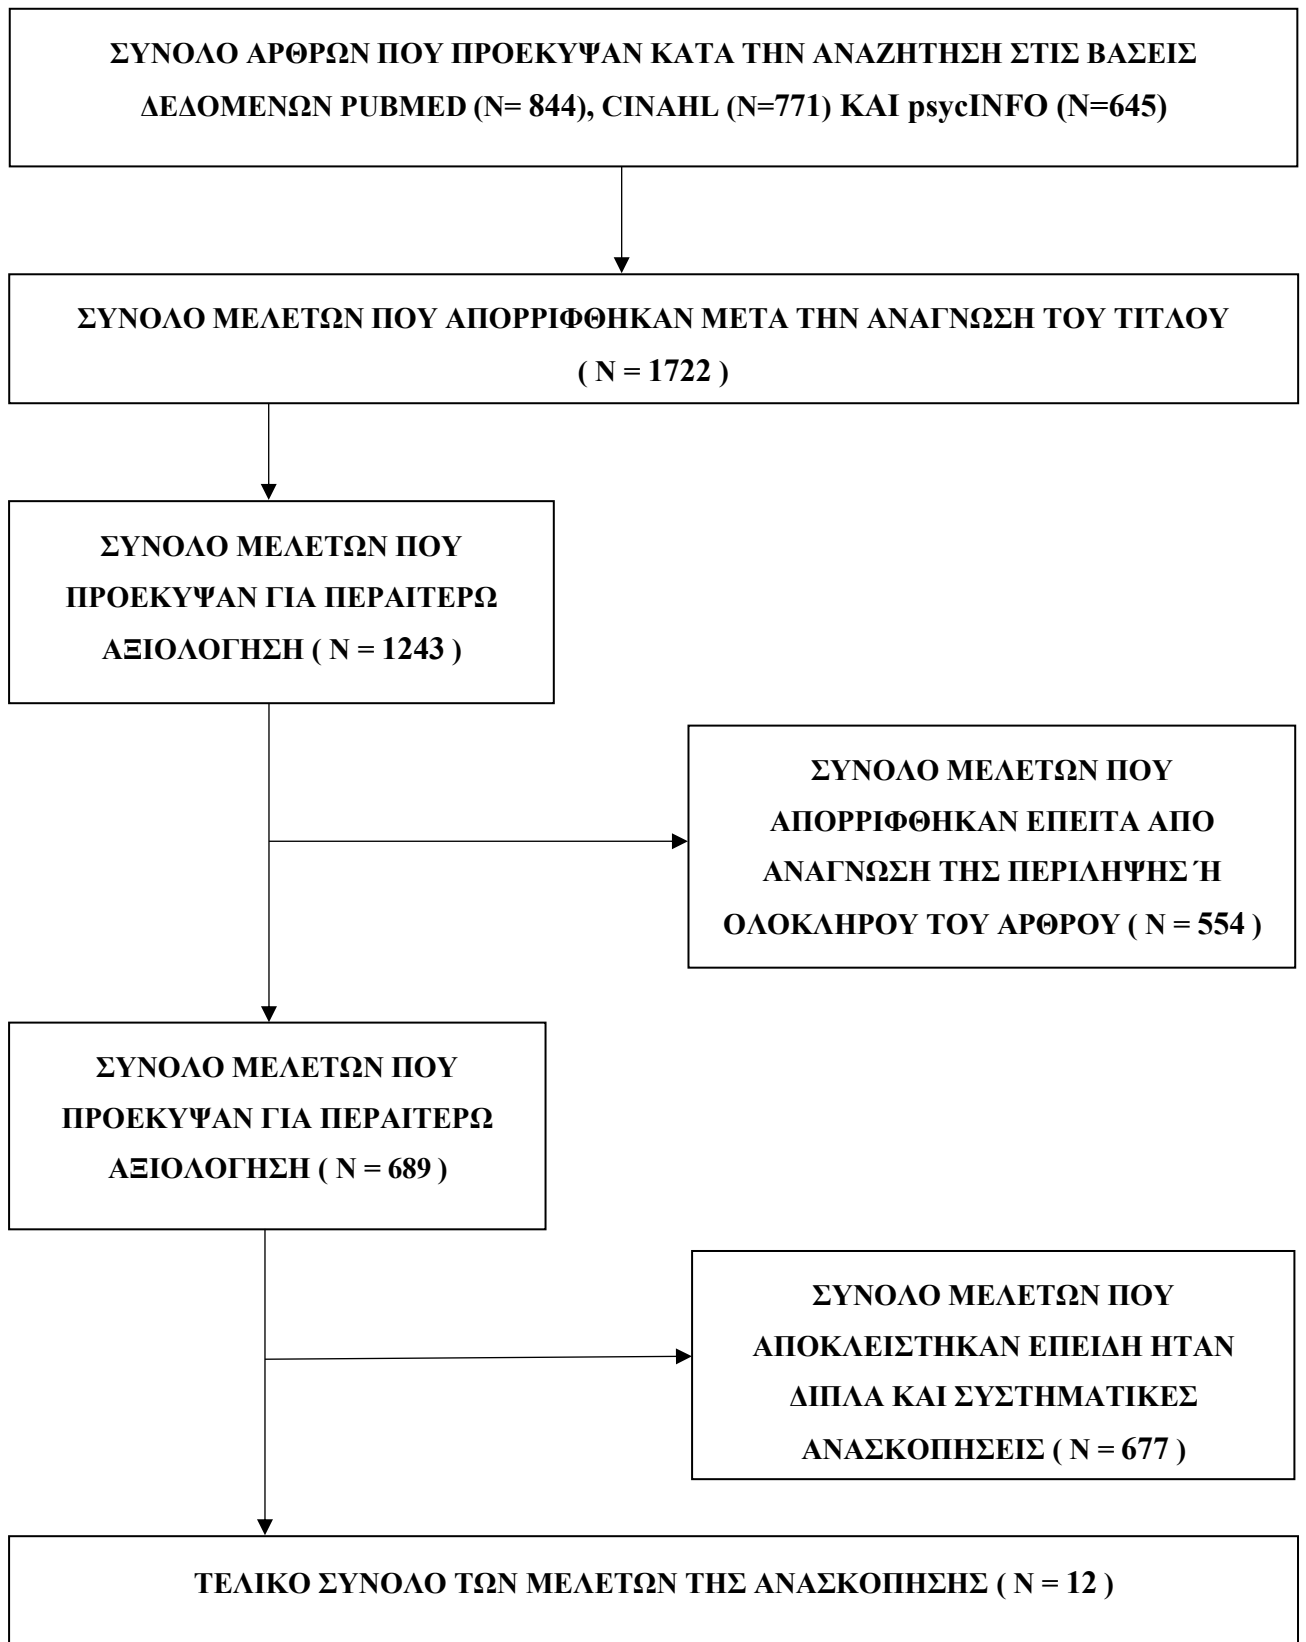 ΣΥΝΟΛΟ ΑΡΘΡΩΝ ΠΟΥ ΠΡΟΕΚΥΨΑΝ ΚΑΤΑ ΤΗΝ ΑΝΑΖΗΤΗΣΗ ΣΤΙΣ ΒΑΣΕΙΣ
ΔΕΔΟΜΕΝΩΝ PUBMED (N= 844), CINAHL (N=771) ΚΑΙ psycINFO (N=645)
ΣΥΝΟΛΟ ΜΕΛΕΤΩΝ ΠΟΥ ΑΠΟΡΡΙΦΘΗΚΑΝ ΜΕΤΑ ΤΗΝ ΑΝΑΓΝΩΣΗ ΤΟΥ ΤΙΤΛΟΥ
( N = 1722 )
ΣΥΝΟΛΟ ΜΕΛΕΤΩΝ ΠΟΥ
ΠΡΟΕΚΥΨΑΝ ΓΙΑ ΠΕΡΑΙΤΕΡΩ
ΑΞΙΟΛΟΓΗΣΗ ( N = 1243 )
ΣΥΝΟΛΟ ΜΕΛΕΤΩΝ ΠΟΥ
ΑΠΟΡΡΙΦΘΗΚΑΝ ΕΠΕΙΤΑ ΑΠΟ
ΑΝΑΓΝΩΣΗ ΤΗΣ ΠΕΡΙΛΗΨΗΣ Ή
ΟΛΟΚΛΗΡΟΥ ΤΟΥ ΑΡΘΡΟΥ ( N = 554 )
ΣΥΝΟΛΟ ΜΕΛΕΤΩΝ ΠΟΥ
ΠΡΟΕΚΥΨΑΝ ΓΙΑ ΠΕΡΑΙΤΕΡΩ
ΑΞΙΟΛΟΓΗΣΗ ( N = 689 )
ΣΥΝΟΛΟ ΜΕΛΕΤΩΝ ΠΟΥ
ΑΠΟΚΛΕΙΣΤΗΚΑΝ ΕΠΕΙΔΗ ΗΤΑΝ
ΔΙΠΛΑ ΚΑΙ ΣΥΣΤΗΜΑΤΙΚΕΣ
ΑΝΑΣΚΟΠΗΣΕΙΣ ( N = 677 )
ΤΕΛΙΚΟ ΣΥΝΟΛΟ ΤΩΝ ΜΕΛΕΤΩΝ ΤΗΣ ΑΝΑΣΚΟΠΗΣΗΣ ( N = 12 )